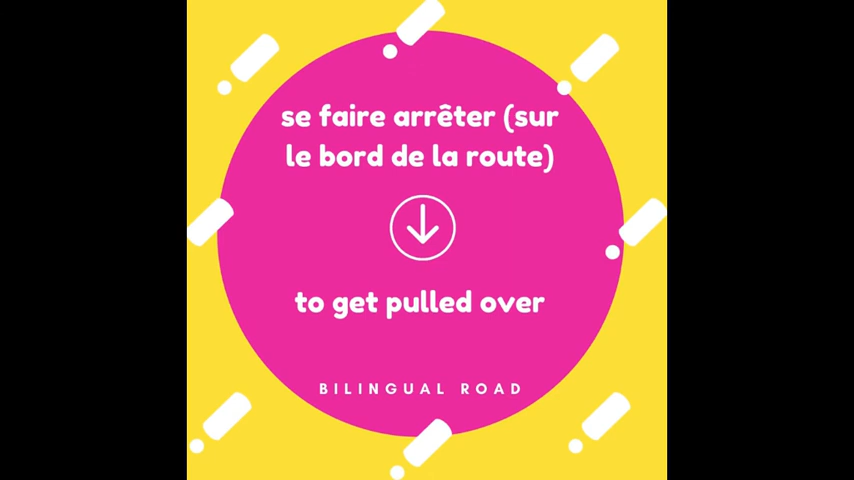 se faire arrêter (sur
le bord de la route)
to get pulled over
BILINGUAL ROAD